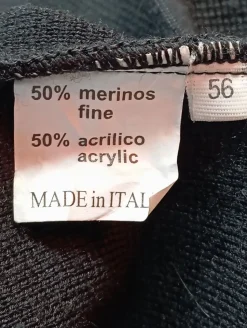 50% merinos
fine
50% acrilico
acrylic
MADE in ITAL
56